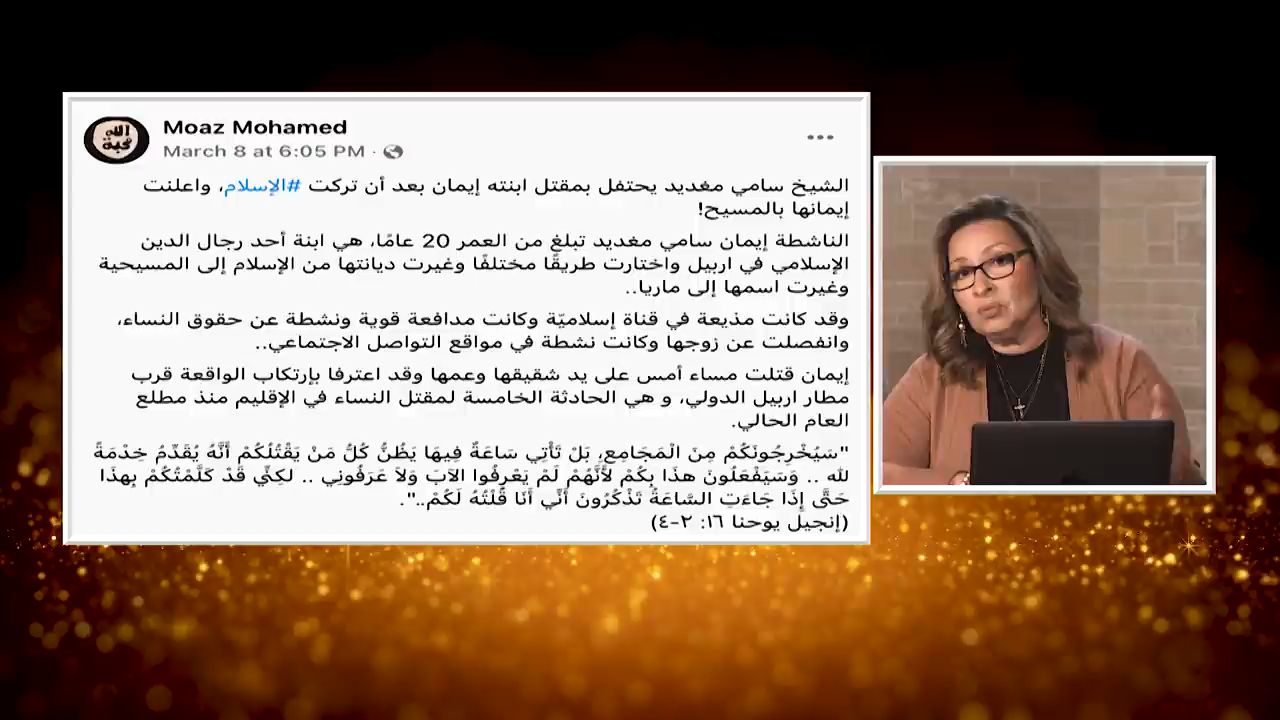 Moaz Mohamed
March 8 at 6:05 PM ·
الله
محبة
الشيخ سامي مغديد يحتفل بمقتل ابنته إيمان بعد أن تركت #الإسلام، واعلنت
إيمانها بالمسيح!
الناشطة إيمان سامي مغديد تبلغ من العمر 20 عامًا، هي ابنة أحد رجال الدين
الإسلامي في اربيل واختارت طريقًا مختلفًا وغيرت ديانتها من الإسلام إلى المسيحية
وغيرت اسمها إلى ماريا..
وقد كانت مذيعة في قناة إسلاميّة وكانت مدافعة قوية ونشطة عن حقوق النساء،
وانفصلت عن زوجها وكانت نشطة في مواقع التواصل الاجتماعي..
إيمان قتلت مساء أمس على يد شقيقها وعمها وقد اعترفا بإرتكاب الواقعة قرب
مطار اربيل الدولي، و هي الحادثة الخامسة لمقتل النساء في الإقليم منذ مطلع
العام الحالي.
"سَيُخْرِجُونَكُمْ مِنَ الْمَجَامِعِ، بَلْ تَأْتِي سَاعَةٌ فِيهَا يَظُنُّ كُلُّ مَنْ يَقْتُلُكُمْ أَنَّهُ يُقَدِّمُ خِدْمَةً
للهِ .. وَسَيَفْعَلُونَ هذَا بِكُمْ لأَنَّهُمْ لَمْ يَعْرِفُوا الآبَ وَلاَ عَرَفُونِي .. لكِنِّي قَدْ كَلَّمْتُكُمْ بِهذَا
حَتَّى إِذَا جَاءَتِ السَّاعَةُ تَذْكُرُونَ أَنِّي أَنَا قُلْتُهُ لَكُمْ..".
(إنجيل يوحنا ١٦: ٢-٤)